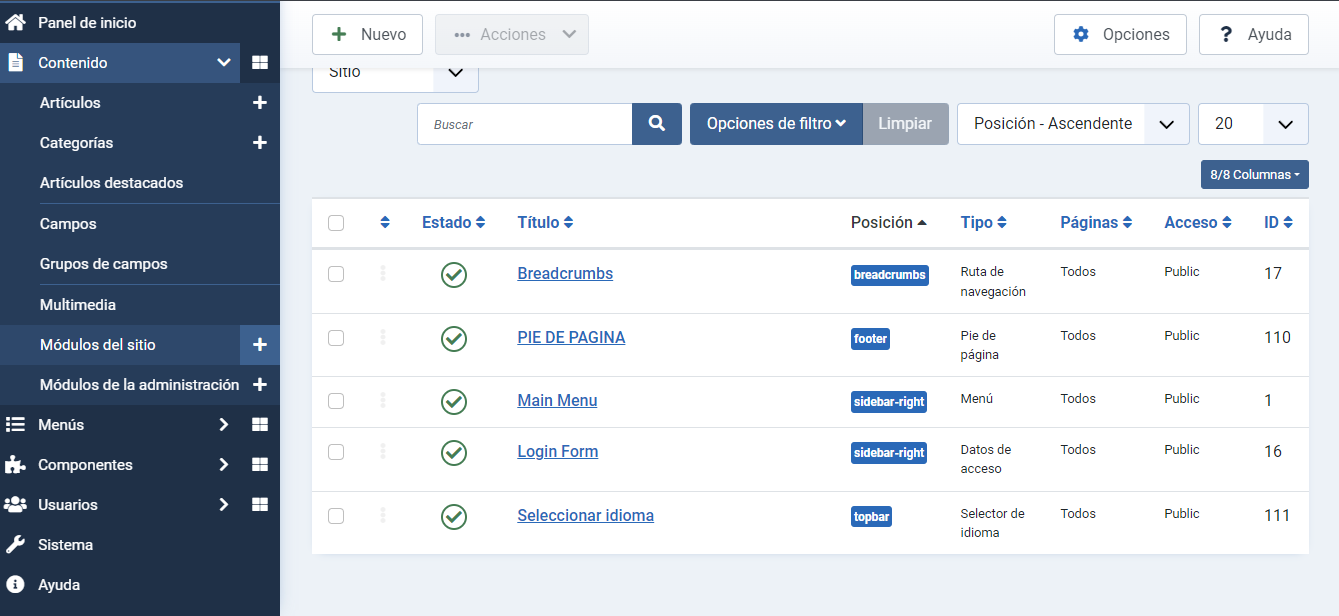 Panel de inicio
Contenido
Artículos
Categorías
Artículos destacados
Campos
Grupos de campos
Multimedia
Módulos del sitio
Módulos de la administración
Menús
Componentes
Usuarios
Sistema
Ayuda
Nuevo
Acciones
Opciones
Ayuda
Sitio
Buscar
Opciones de filtro
Limpiar
Posición - Ascendente
20
8/8 Columnas
Estado Título Posición Tipo Páginas Acceso ID
Breadcrumbs breadcrumbs Ruta de navegación Todos Public 17
PIE DE PAGINA footer Pie de página Todos Public 110
Main Menu sidebar-right Menú Todos Public 1
Login Form sidebar-right Datos de acceso Todos Public 16
Seleccionar idioma topbar Selector de idioma Todos Public 111